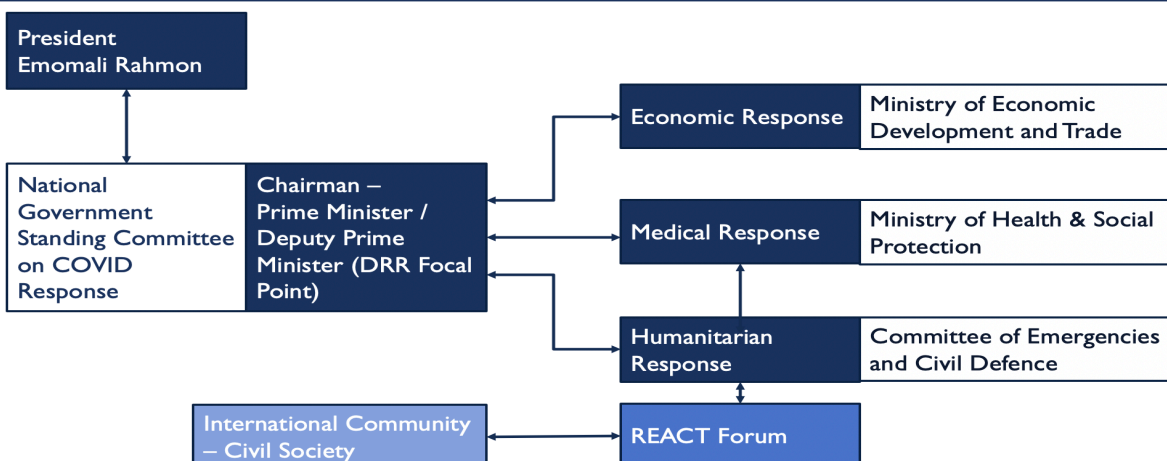 President
Emomali Rahmon
National
Government
Standing Committee
on COVID
Response
Chairman –
Prime Minister /
Deputy Prime
Minister (DRR Focal
Point)
Economic Response
Ministry of Economic
Development and Trade
Medical Response
Ministry of Health & Social
Protection
Humanitarian
Response
Committee of Emergencies
and Civil Defence
International Community
– Civil Society
REACT Forum